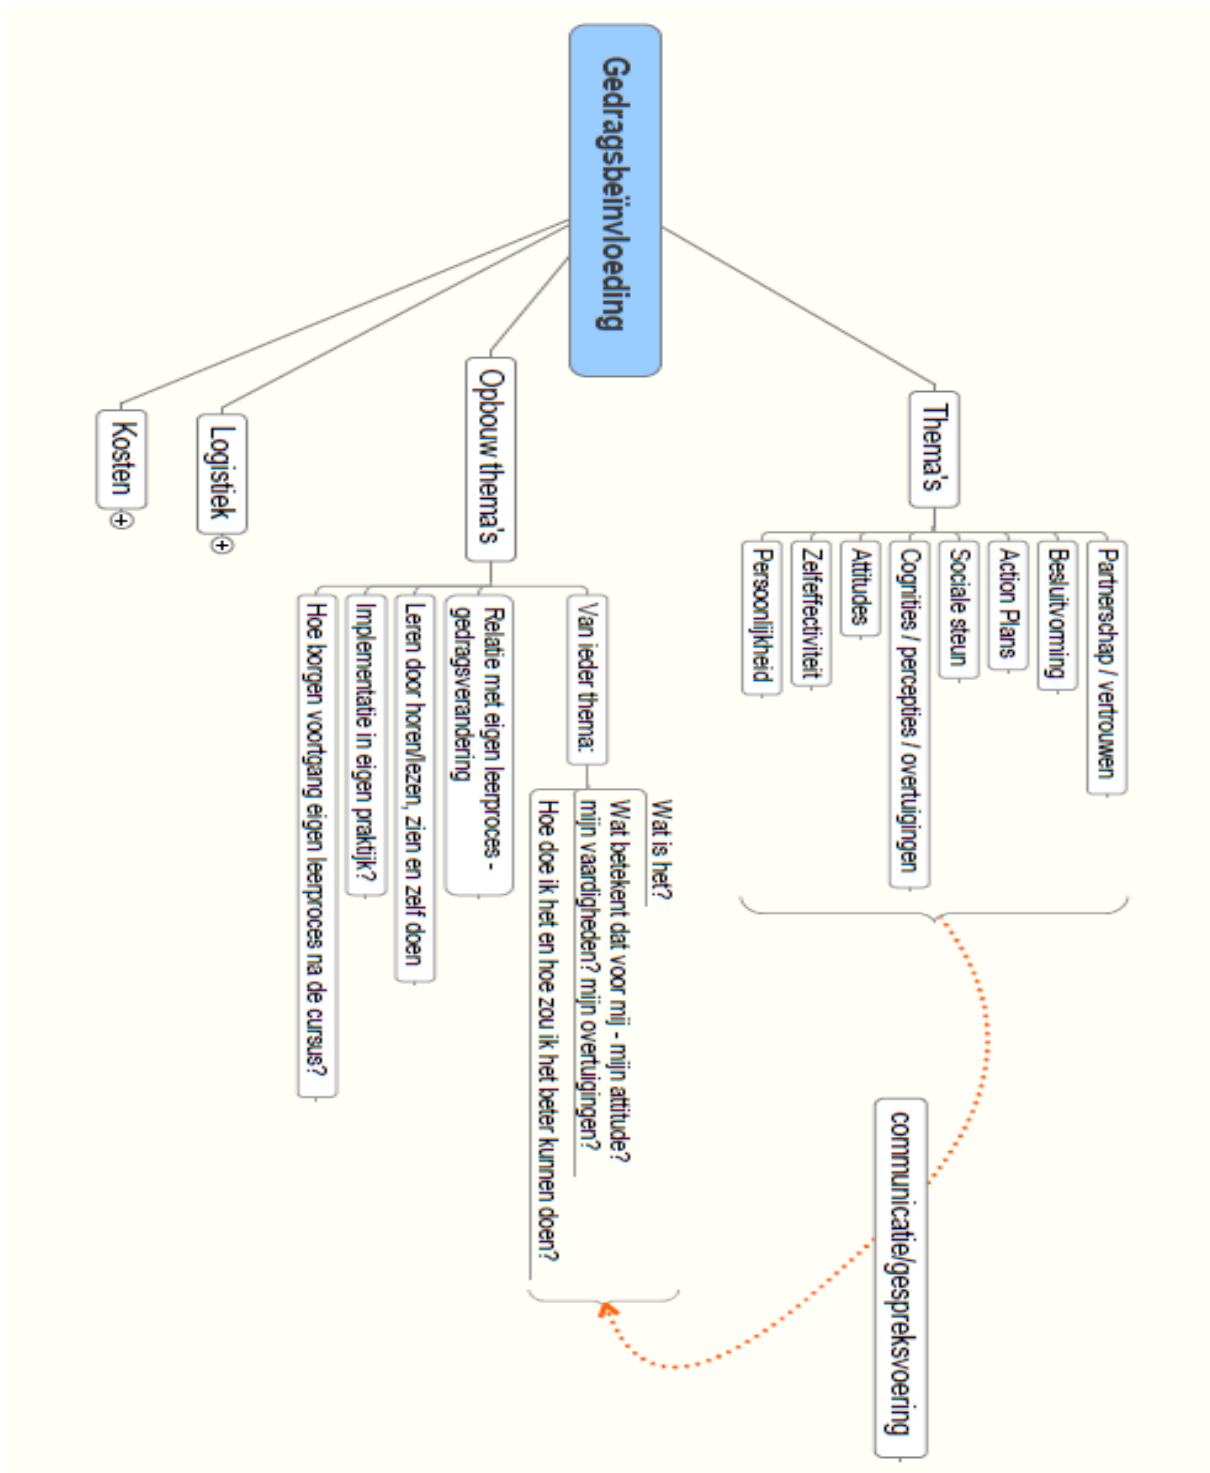 Gedragsbeïnvloeding
Thema's
Partnerschap / vertrouwen
Besluitvorming
Action Plans
Sociale steun
Cognities / percepties / overtuigingen
Attitudes
Zelfeffectiviteit
Persoonlijkheid
communicatie/gespreksvoering
Opbouw thema's
Van ieder thema:
Wat is het?
Wat betekent dat voor mij - mijn attitude?
mijn vaardigheden? mijn overtuigingen?
Hoe doe ik het en hoe zou ik het beter kunnen doen?
Relatie met eigen leerproces -
gedragsverandering
Leren door horen/lezen, zien en zelf doen
Implementatie in eigen praktijk?
Hoe borgen voortgang eigen leerproces na de cursus?
Logistiek
Kosten